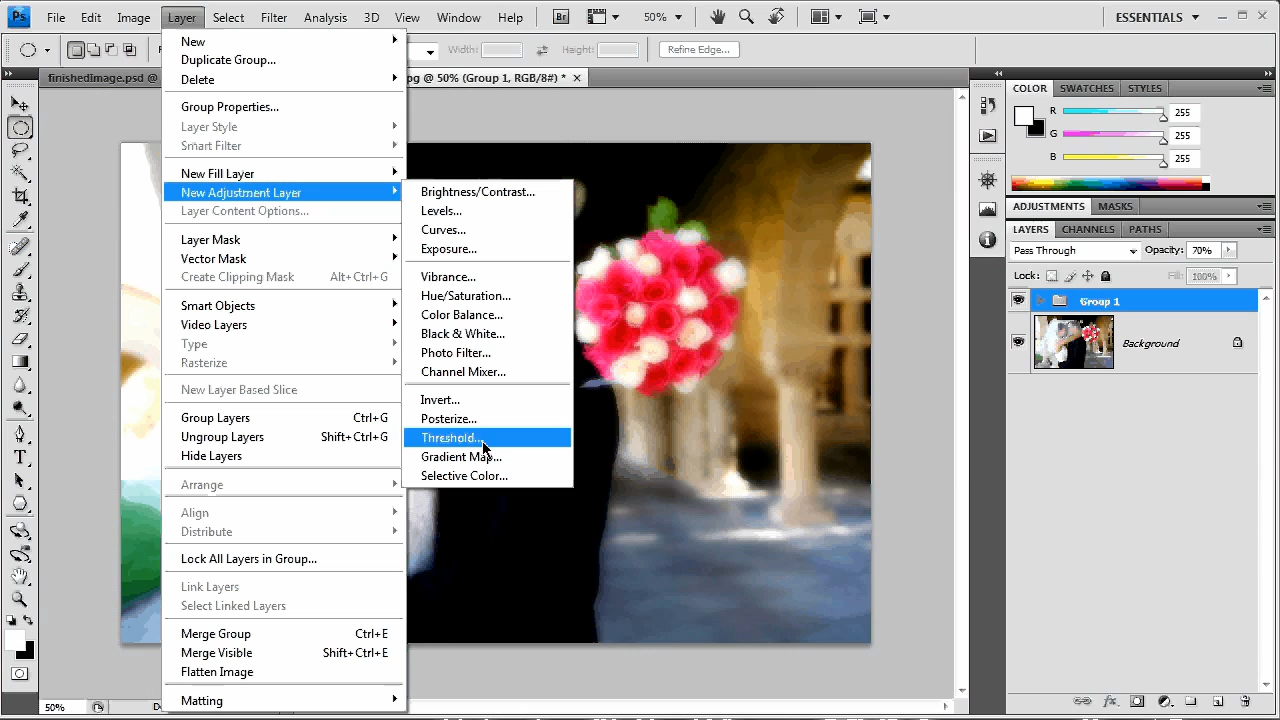 Ps File Edit Image Layer Select Filter Analysis 3D View Window Help Br 50% ESSENTIALS
Width: Height: Refine Edge...
finishedimage.psd @ pg @ 50% (Group 1, RGB/8#) *
New
Duplicate Group...
Delete
Group Properties...
Layer Style
Smart Filter
New Fill Layer
New Adjustment Layer
Layer Content Options...
Layer Mask
Vector Mask
Create Clipping Mask Alt+Ctrl+G
Smart Objects
Video Layers
Type
Rasterize
New Layer Based Slice
Group Layers Ctrl+G
Ungroup Layers Shift+Ctrl+G
Hide Layers
Arrange
Align
Distribute
Lock All Layers in Group...
Link Layers
Select Linked Layers
Merge Group Ctrl+E
Merge Visible Shift+Ctrl+E
Flatten Image
Matting
Brightness/Contrast...
Levels...
Curves...
Exposure...
Vibrance...
Hue/Saturation...
Color Balance...
Black & White...
Photo Filter...
Channel Mixer...
Invert...
Posterize...
Threshold...
Gradient Map...
Selective Color...
COLOR SWATCHES STYLES
R 255
G 255
B 255
ADJUSTMENTS MASKS
LAYERS CHANNELS PATHS
Pass Through Opacity: 70%
Lock: Fill: 100%
Group 1
Background
50%
fx.